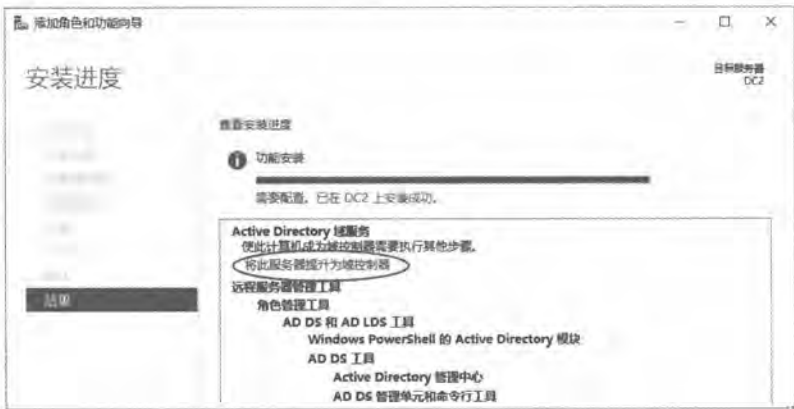 添加角色和功能向导
安装进度
目标服务器
DC2
查看安装进度
功能安装
需要配置。已在 DC2 上安装成功。
Active Directory 域服务
使此计算机成为域控制器需要执行其他步骤。
将此服务器提升为域控制器
远程服务器管理工具
角色管理工具
AD DS 和 AD LDS 工具
Windows PowerShell 的 Active Directory 模块
AD DS 工具
Active Directory 管理中心
AD DS 管理单元和命令行工具
结果